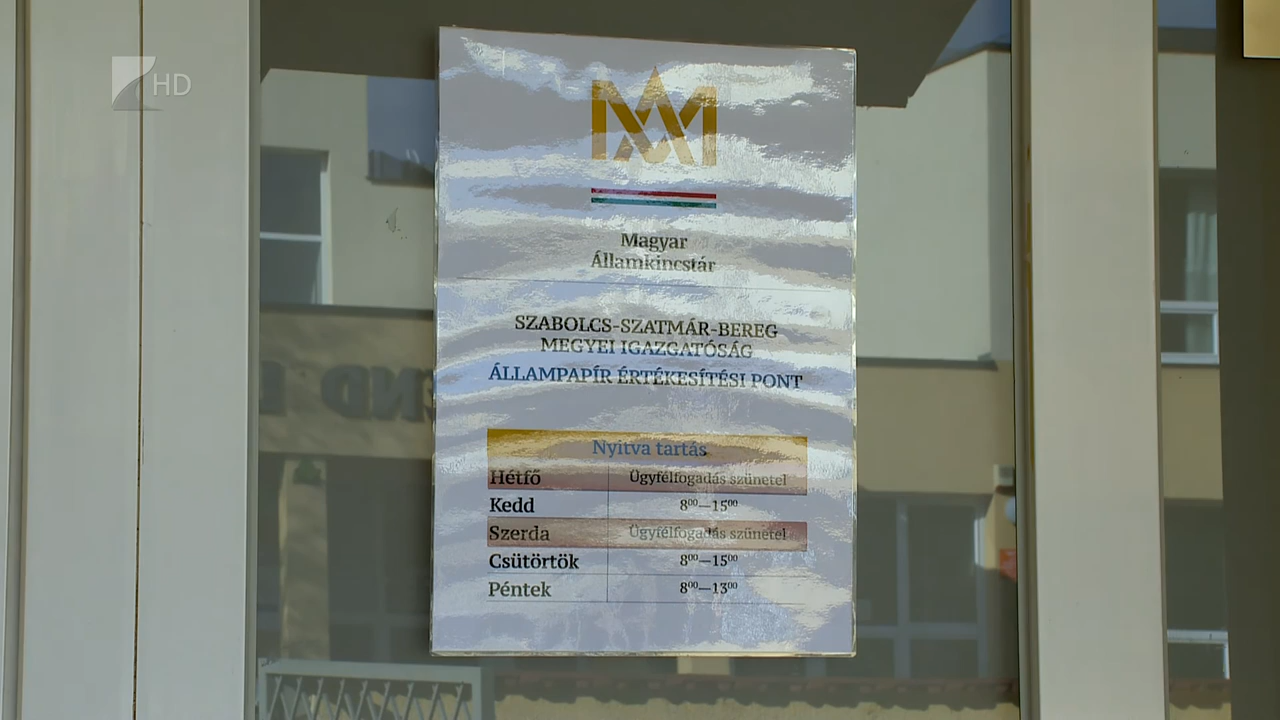 HD
Magyar
Államkincstár
SZABOLCS-SZATMÁR-BEREG
MEGYEI IGAZGATÓSÁG
ÁLLAMPAPÍR ÉRTÉKESÍTÉSI PONT
Nyitva tartás
Hétfő Ügyfélfogadás szünetel
Kedd 8⁰⁰—15⁰⁰
Szerda Ügyfélfogadás szünetel
Csütörtök 8⁰⁰—15⁰⁰
Péntek 8⁰⁰—13⁰⁰